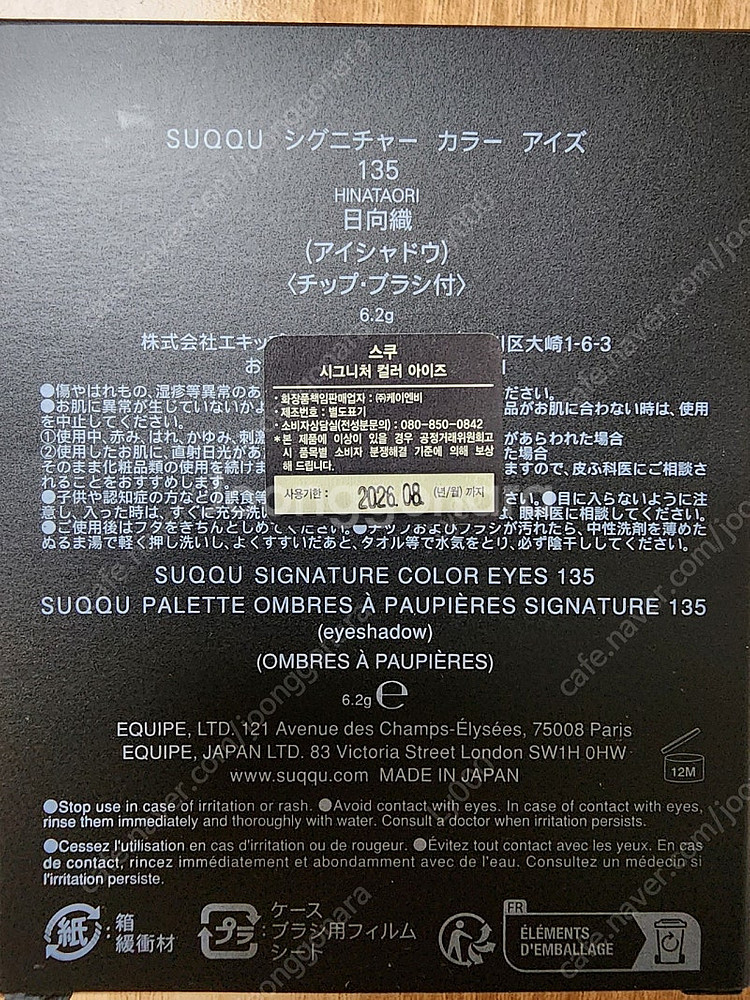 SUQQU シグニチャー カラー アイズ
135
HINATAORI
日向織
(アイシャドウ)
〈チップ・ブラシ付〉
6.2g
株式会社エキッ
川区大崎1-6-3
お
스쿠
시그니처 컬러 아이즈
· 화장품책임판매업자 : ㈜케이엔비
· 제조번호 : 별도표기
· 소비자상담실(전성분문의) : 080-850-0842
*본 제품에 이상이 있을 경우 공정거래위원회고
시 품목별 소비자 분쟁해결 기준에 의해 보상
해 드립니다.
사용기한 : 2026.08. (년/월) 까지
●傷やはれもの、湿疹等異常のあ
ださい。
●お肌に異常が生じていないかよ
品がお肌に合わない時は、使用
を中止してください。
①使用中、赤み、はれ、かゆみ、刺激
があらわれた場合
②使用したお肌に、直射日光があ
た場合
そのまま化粧品類の使用を続けま
ますので、皮ふ科医にご相談さ
れることをおすすめします。
●子供や認知症の方などの誤食等
さい。●目に入らないように注
意し、入った時は、すぐに充分洗い
眼科医に相談してください。
●ご使用後はフタをきちんとしめてください。●チップおよびブラシが汚れたら、中性洗剤を薄めた
ぬるま湯で軽く押し洗いし、よくすすいだあと、タオル等で水気をとり、必ず陰干ししてください。
SUQQU SIGNATURE COLOR EYES 135
SUQQU PALETTE OMBRES À PAUPIÈRES SIGNATURE 135
(eyeshadow)
(OMBRES À PAUPIÈRES)
6.2g ℮
EQUIPE, LTD. 121 Avenue des Champs-Élysées, 75008 Paris
EQUIPE, JAPAN LTD. 83 Victoria Street London SW1H 0HW
www.suqqu.com MADE IN JAPAN
12M
●Stop use in case of irritation or rash. ●Avoid contact with eyes. In case of contact with eyes,
rinse them immediately and thoroughly with water. Consult a doctor when irritation persists.
●Cessez l'utilisation en cas d'irritation ou de rougeur. ●Évitez tout contact avec les yeux. En cas
de contact, rincez immédiatement et abondamment avec de l'eau. Consultez un médecin si
l'irritation persiste.
紙 : 箱
緩衝材
プラ : ケース
ブラシ用フィルム
シート
FR
ÉLÉMENTS
D'EMBALLAGE
cafe.naver.com/joonggonara